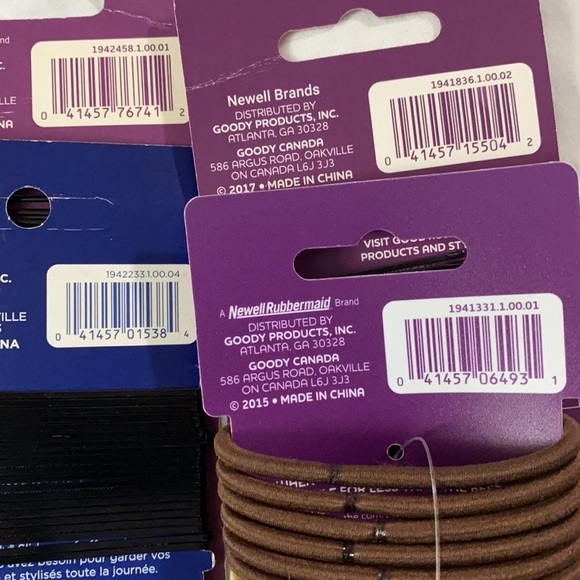 1942458.1.00.01
0 41457 76741 2
Newell Brands
DISTRIBUTED BY
GOODY PRODUCTS, INC.
ATLANTA, GA 30328
GOODY CANADA
586 ARGUS ROAD, OAKVILLE
ON CANADA L6J 3J3
© 2017 • MADE IN CHINA
1941836.1.00.02
0 41457 15504 2
1942233.1.00.04
0 41457 01538 4
VISIT
PRODUCTS AND ST
A NewellRubbermaid Brand
DISTRIBUTED BY
GOODY PRODUCTS, INC.
ATLANTA, GA 30328
GOODY CANADA
586 ARGUS ROAD, OAKVILLE
ON CANADA L6J 3J3
© 2015 • MADE IN CHINA
1941331.1.00.01
0 41457 06493 1
avez besoin pour garder vos
et stylisés toute la journée.